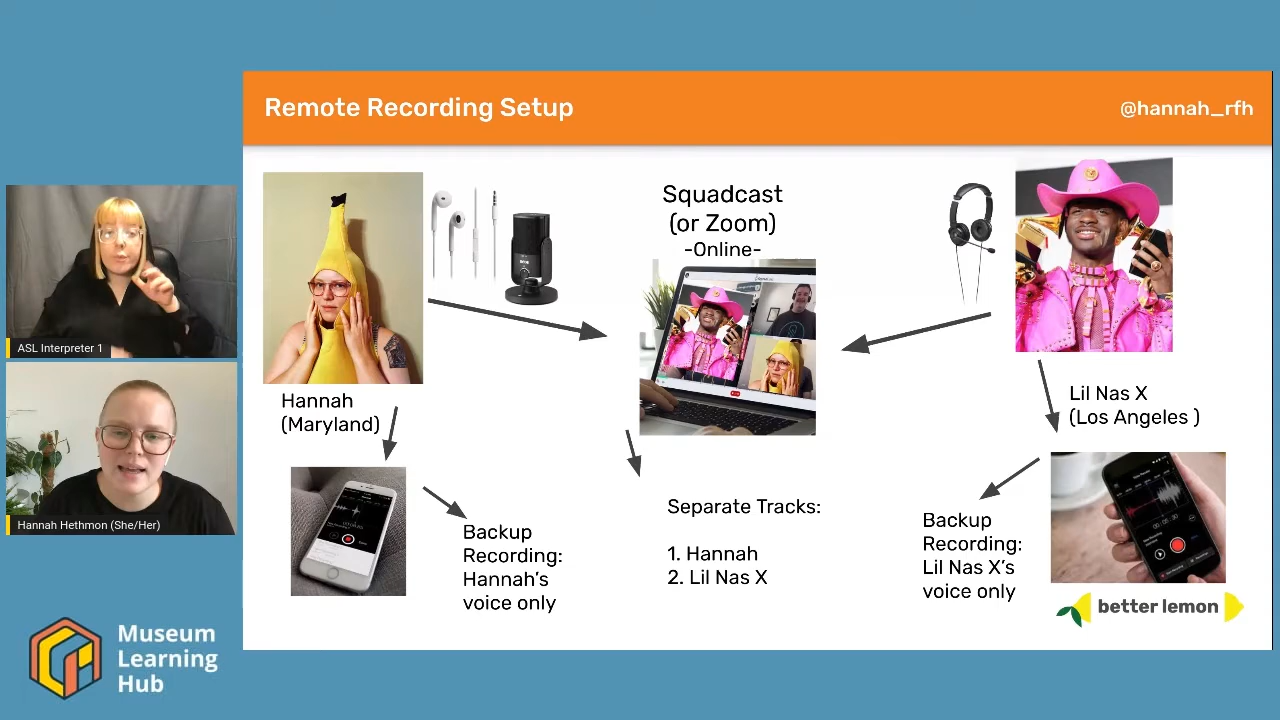 Remote Recording Setup
@hannah_rfh
Squadcast
(or Zoom)
-Online-
Hannah
(Maryland)
Lil Nas X
(Los Angeles )
Backup
Recording:
Hannah's
voice only
Separate Tracks:
1. Hannah
2. Lil Nas X
Backup
Recording:
Lil Nas X's
voice only
better lemon
ASL Interpreter 1
Hannah Hethmon (She/Her)
Museum
Learning
Hub